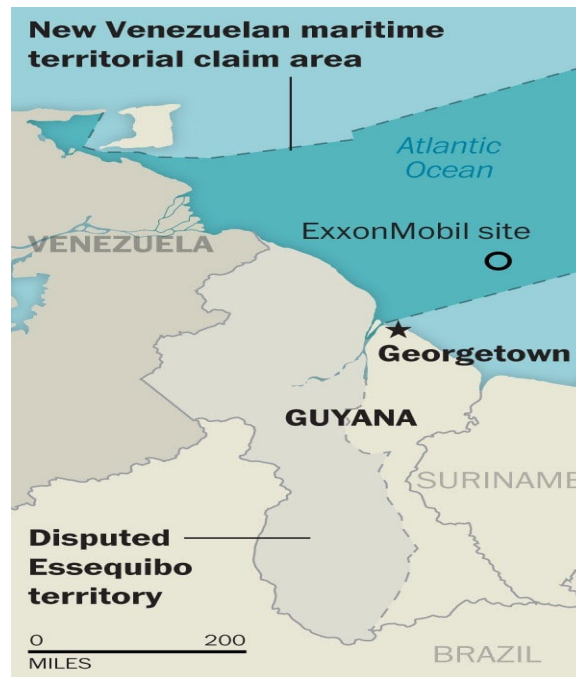 New Venezuelan maritime
territorial claim area
Atlantic
Ocean
ExxonMobil site
VENEZUELA
Georgetown
GUYANA
SURINAME
Disputed
Essequibo
territory
0 200
MILES
BRAZIL